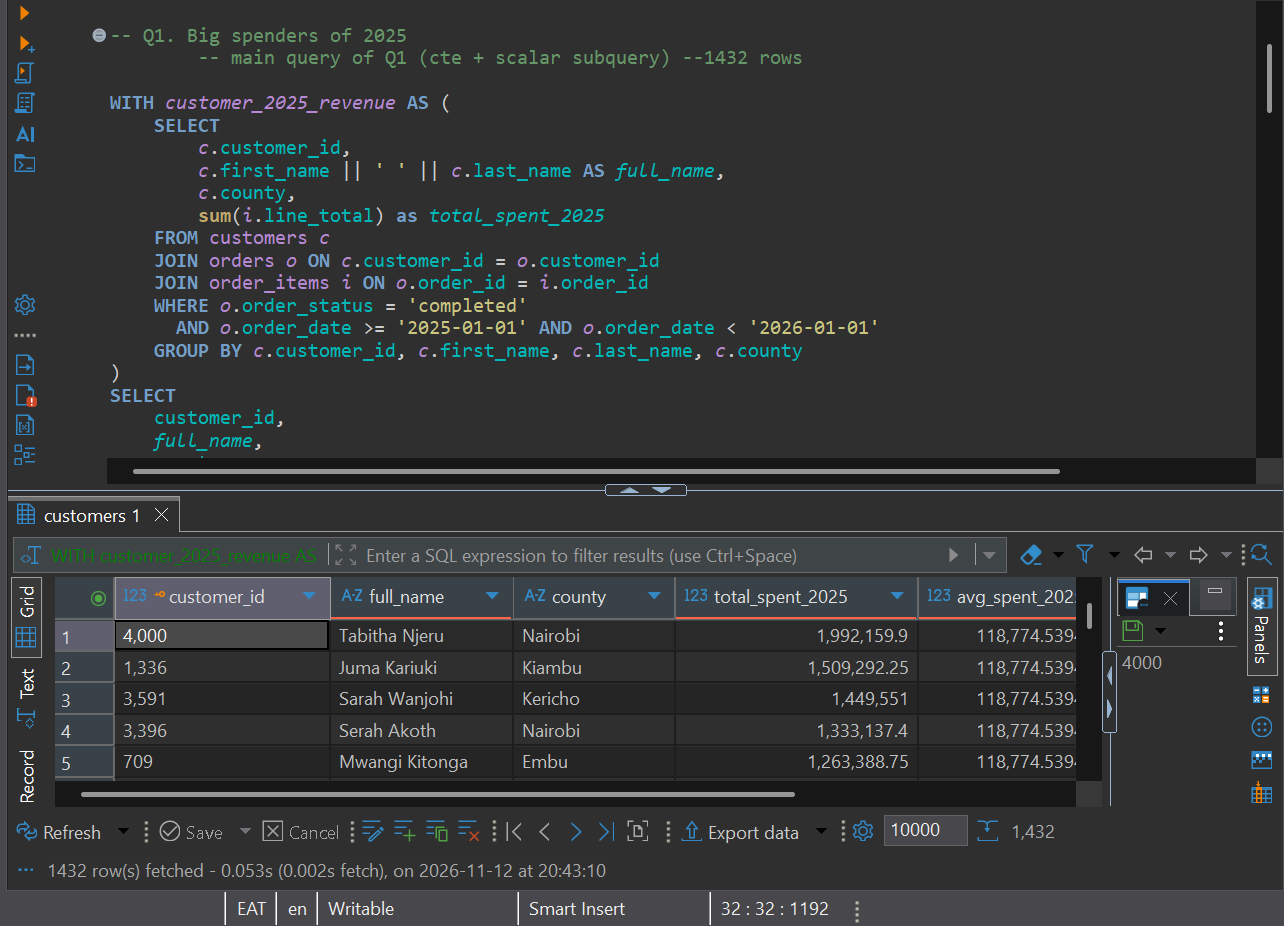 -- Q1. Big spenders of 2025
-- main query of Q1 (cte + scalar subquery) --1432 rows
WITH customer_2025_revenue AS (
SELECT
c.customer_id,
c.first_name || ' ' || c.last_name AS full_name,
c.county,
sum(i.line_total) as total_spent_2025
FROM customers c
JOIN orders o ON c.customer_id = o.customer_id
JOIN order_items i ON o.order_id = i.order_id
WHERE o.order_status = 'completed'
AND o.order_date >= '2025-01-01' AND o.order_date < '2026-01-01'
GROUP BY c.customer_id, c.first_name, c.last_name, c.county
)
SELECT
customer_id,
full_name,
AI
customers 1
WITH customer_2025_revenue AS
Enter a SQL expression to filter results (use Ctrl+Space)
Grid
Text
Record
123 customer_id A-Z full_name A-Z county 123 total_spent_2025 123 avg_spent_202
1 4,000 Tabitha Njeru Nairobi 1,992,159.9 118,774.5394
2 1,336 Juma Kariuki Kiambu 1,509,292.25 118,774.5394
3 3,591 Sarah Wanjohi Kericho 1,449,551 118,774.5394
4 3,396 Serah Akoth Nairobi 1,333,137.4 118,774.5394
5 709 Mwangi Kitonga Embu 1,263,388.75 118,774.5394
4000
Panels
Refresh Save Cancel Export data 10000 1,432
1432 row(s) fetched - 0.053s (0.002s fetch), on 2026-11-12 at 20:43:10
EAT en Writable Smart Insert 32 : 32 : 1192